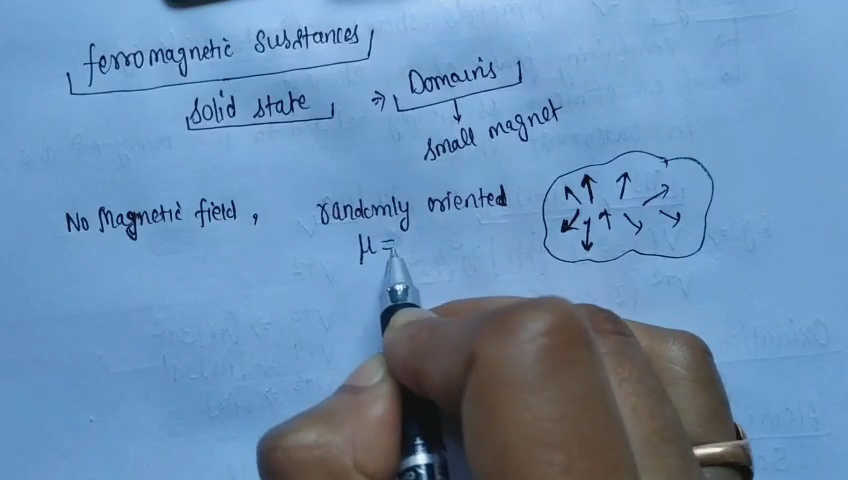 ferromagnetic Substances
solid state ⇒ Domains
↓
small magnet
No Magnetic field, randomly oriented
μ=